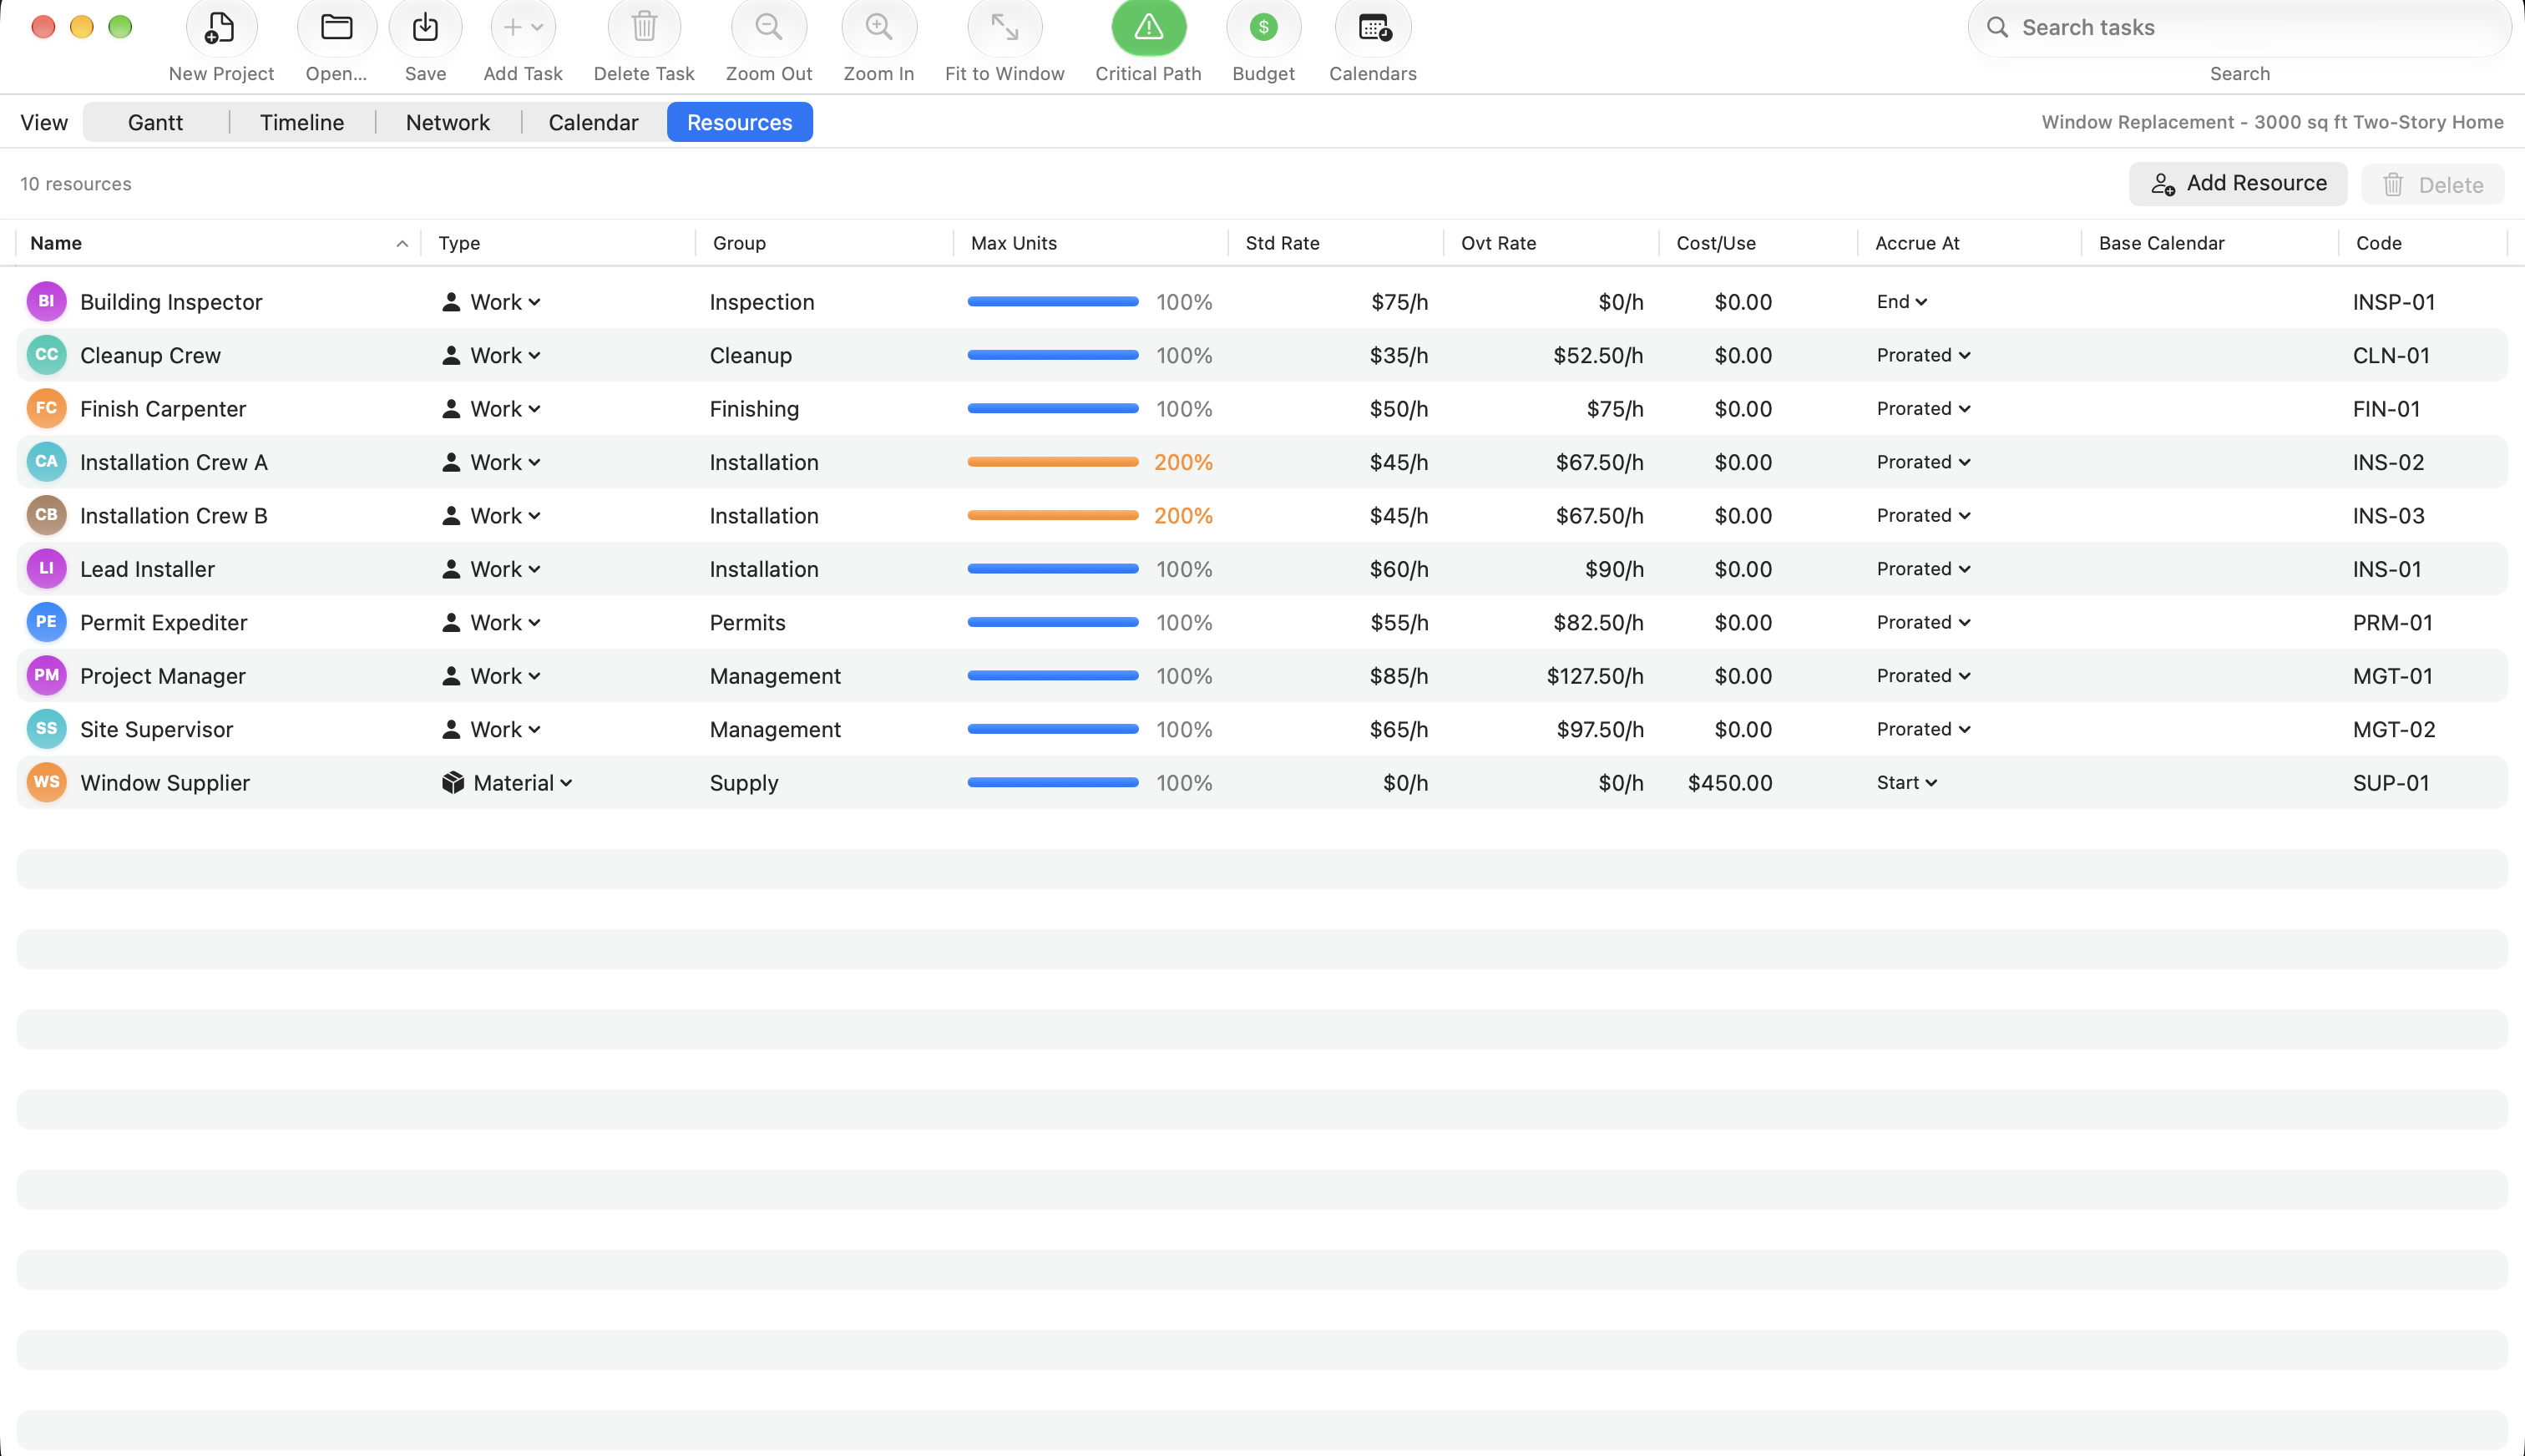 New Project Open... Save Add Task Delete Task Zoom Out Zoom In Fit to Window Critical Path $ Budget Calendars Search tasks Search
View Gantt Timeline Network Calendar Resources Window Replacement - 3000 sq ft Two-Story Home
10 resources Add Resource Delete
Name Type Group Max Units Std Rate Ovt Rate Cost/Use Accrue At Base Calendar Code
BI Building Inspector Work Inspection 100% $75/h $0/h $0.00 End INSP-01
CC Cleanup Crew Work Cleanup 100% $35/h $52.50/h $0.00 Prorated CLN-01
FC Finish Carpenter Work Finishing 100% $50/h $75/h $0.00 Prorated FIN-01
CA Installation Crew A Work Installation 200% $45/h $67.50/h $0.00 Prorated INS-02
CB Installation Crew B Work Installation 200% $45/h $67.50/h $0.00 Prorated INS-03
LI Lead Installer Work Installation 100% $60/h $90/h $0.00 Prorated INS-01
PE Permit Expediter Work Permits 100% $55/h $82.50/h $0.00 Prorated PRM-01
PM Project Manager Work Management 100% $85/h $127.50/h $0.00 Prorated MGT-01
SS Site Supervisor Work Management 100% $65/h $97.50/h $0.00 Prorated MGT-02
WS Window Supplier Material Supply 100% $0/h $0/h $450.00 Start SUP-01